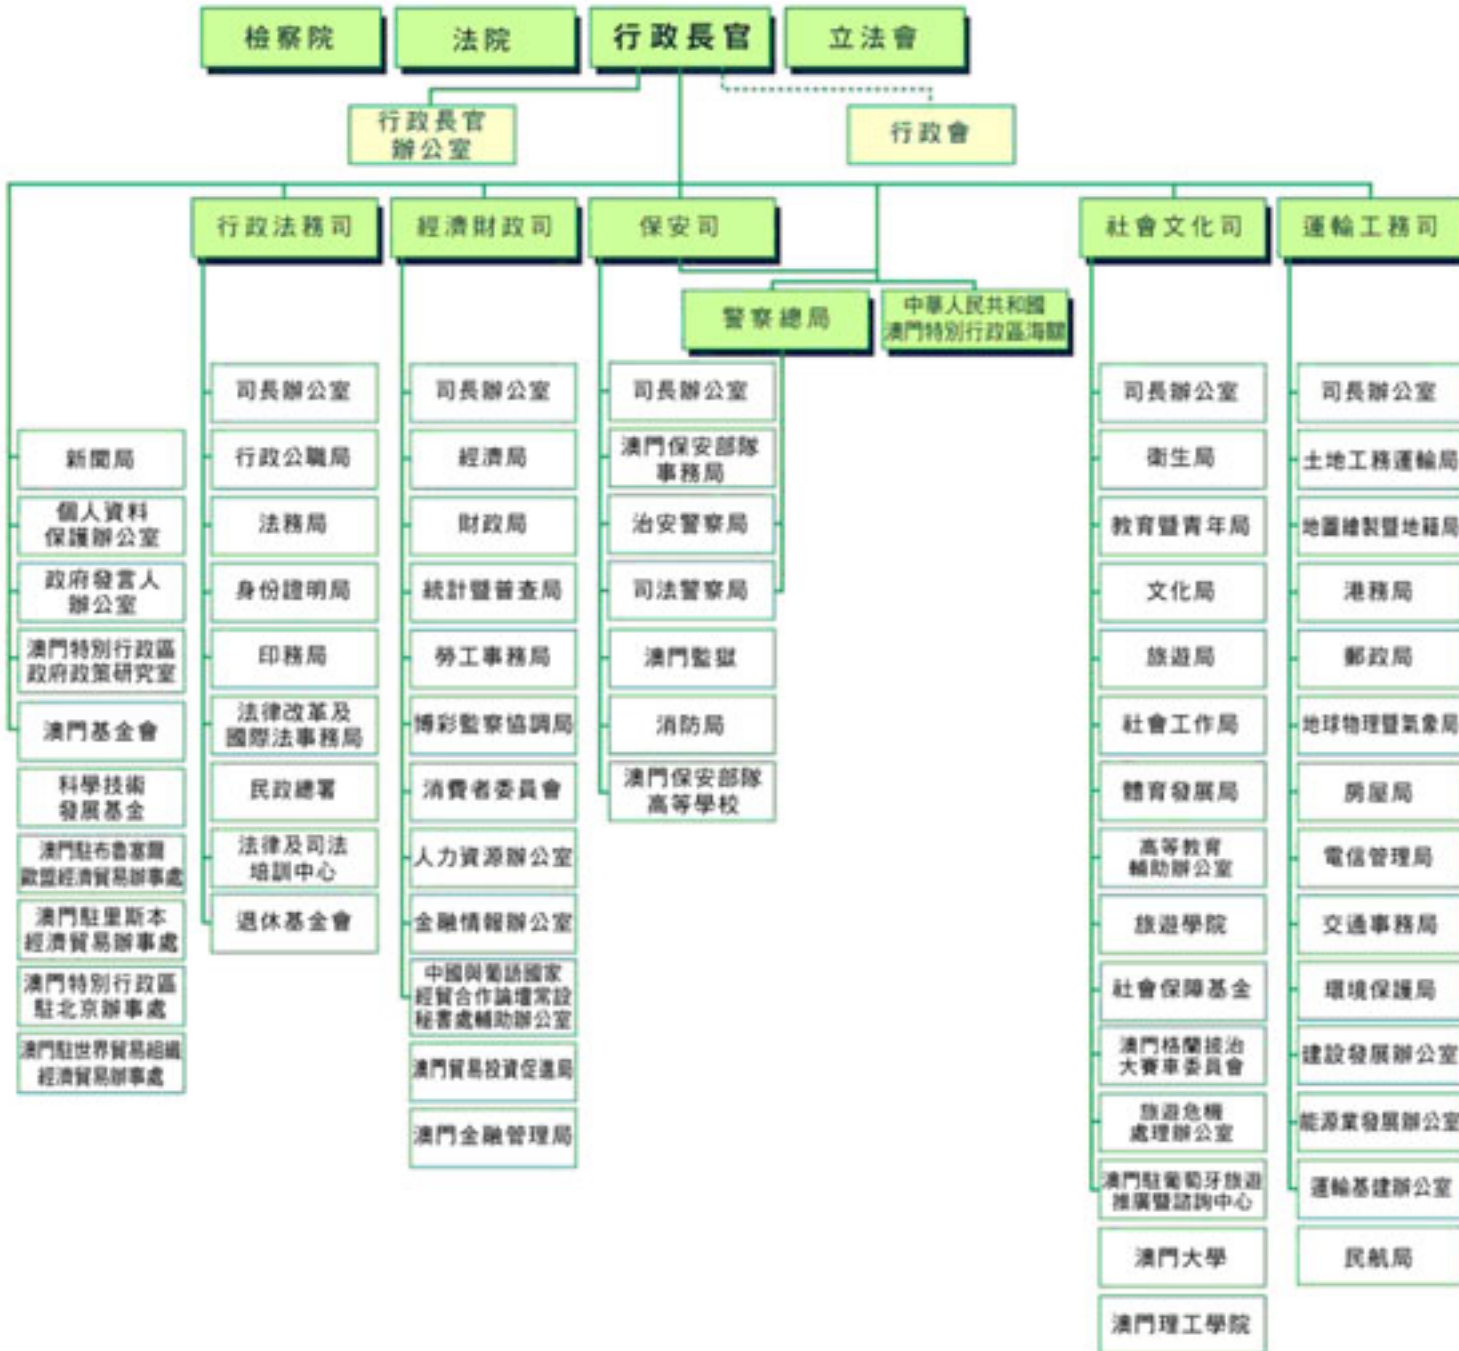 檢察院
法院
行政長官
立法會
行政長官
辦公室
行政會
行政法務司
經濟財政司
保安司
社會文化司
運輸工務司
警察總局
中華人民共和國
澳門特別行政區海關
新聞局
個人資料
保護辦公室
政府發言人
辦公室
澳門特別行政區
政府政策研究室
澳門基金會
科學技術
發展基金
澳門駐布魯塞爾
歐盟經濟貿易辦事處
澳門駐里斯本
經濟貿易辦事處
澳門特別行政區
駐北京辦事處
澳門駐世界貿易組織
經濟貿易辦事處
司長辦公室
行政公職局
法務局
身份證明局
印務局
法律改革及
國際法事務局
民政總署
法律及司法
培訓中心
退休基金會
司長辦公室
經濟局
財政局
統計暨普查局
勞工事務局
博彩監察協調局
消費者委員會
人力資源辦公室
金融情報辦公室
中國與葡語國家
經貿合作論壇常設
秘書處輔助辦公室
澳門貿易投資促進局
澳門金融管理局
司長辦公室
澳門保安部隊
事務局
治安警察局
司法警察局
澳門監獄
消防局
澳門保安部隊
高等學校
司長辦公室
衛生局
教育暨青年局
文化局
旅遊局
社會工作局
體育發展局
高等教育
輔助辦公室
旅遊學院
社會保障基金
澳門格蘭披治
大賽車委員會
旅遊危機
處理辦公室
澳門駐葡萄牙旅遊
推廣暨諮詢中心
澳門大學
澳門理工學院
司長辦公室
土地工務運輸局
地圖繪製暨地籍局
港務局
郵政局
地球物理暨氣象局
房屋局
電信管理局
交通事務局
環境保護局
建設發展辦公室
能源業發展辦公室
運輸基建辦公室
民航局